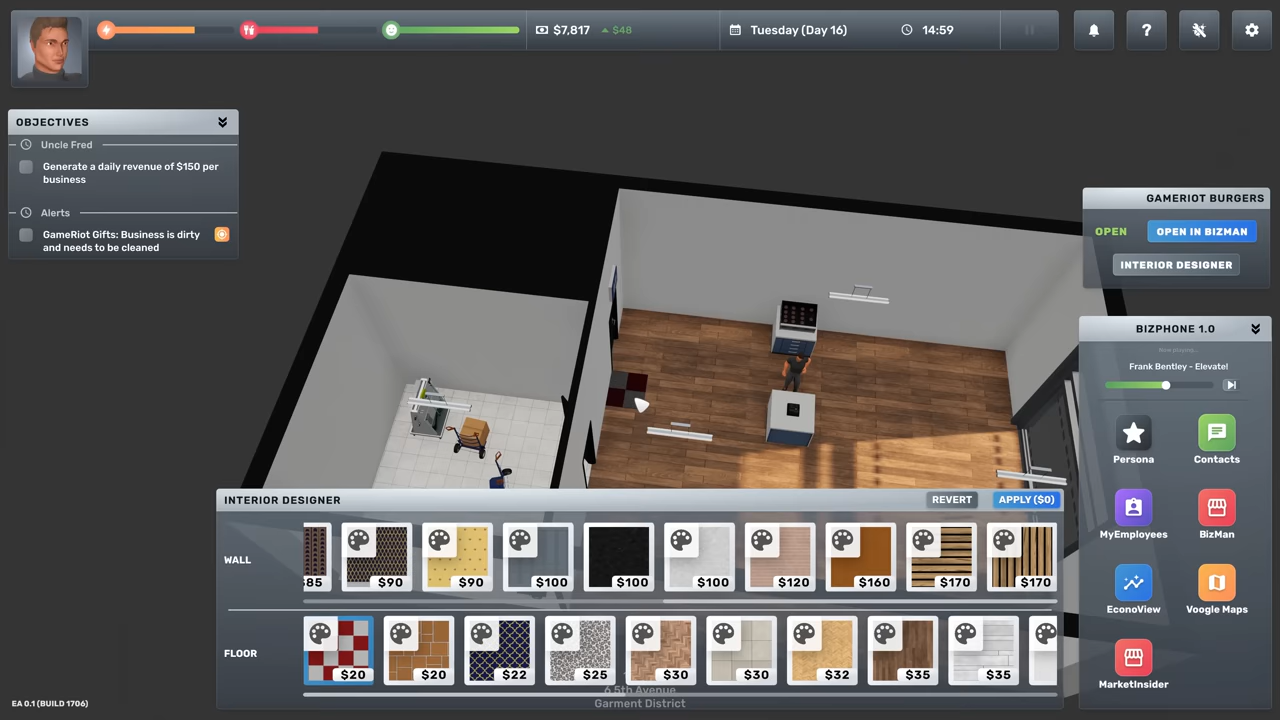 $7,817
$48
Tuesday (Day 16)
14:59
OBJECTIVES
Uncle Fred
Generate a daily revenue of $150 per
business
Alerts
GameRiot Gifts: Business is dirty
and needs to be cleaned
GAMERIOT BURGERS
OPEN
OPEN IN BIZMAN
INTERIOR DESIGNER
BIZPHONE 1.0
Now playing...
Frank Bentley - Elevate!
Persona
Contacts
MyEmployees
BizMan
EconoView
Voogle Maps
MarketInsider
INTERIOR DESIGNER
REVERT
APPLY ($0)
WALL
$85
$90
$90
$100
$100
$100
$120
$160
$170
$170
FLOOR
$20
$20
$22
$25
$30
$30
$32
$35
$35
6 5th Avenue
Garment District
EA 0.1 (BUILD 1706)